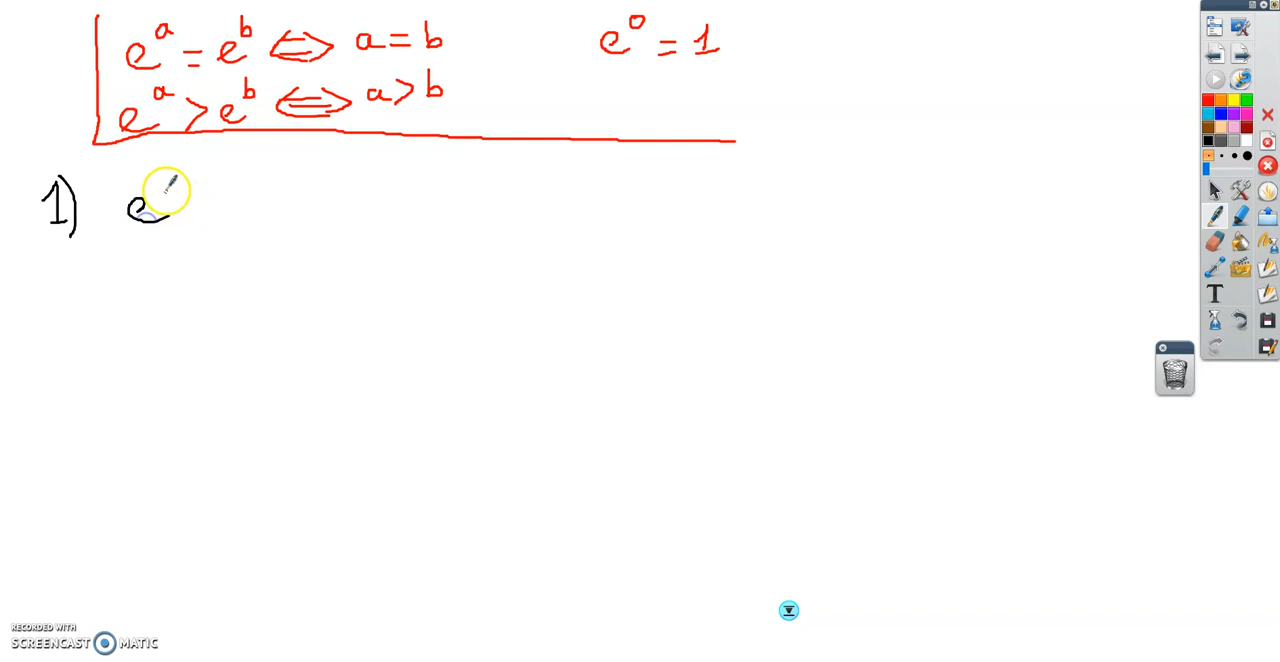 e^a = e^b ⟺ a = b e^0 = 1
e^a > e^b ⟺ a > b
1) e
T
RECORDED WITH
SCREENCAST MATIC